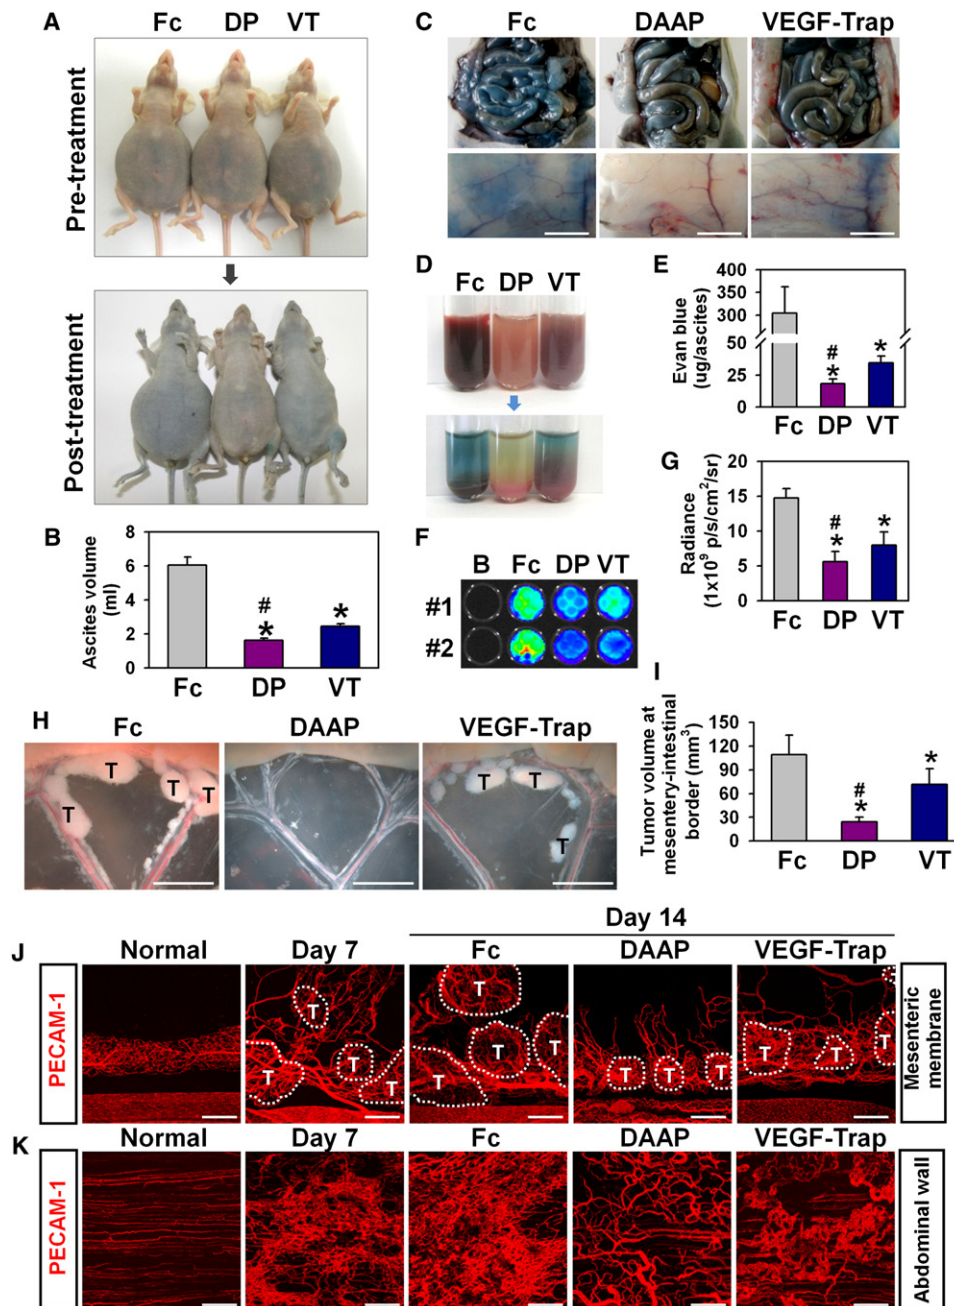 A
Fc DP VT
Pre-treatment
Post-treatment
B
Ascites volume
(ml)
8
6
4
2
0
#
*
*
Fc DP VT
C
Fc DAAP VEGF-Trap
D
Fc DP VT
E
Evan blue
(ug/ascites)
400
350
300
50
25
0
#
*
*
Fc DP VT
F
B Fc DP VT
#1
#2
G
Radiance
(1x10⁹ p/s/cm²/sr)
20
15
10
5
0
#
*
*
Fc DP VT
H
Fc DAAP VEGF-Trap
T T T T T T T T
I
Tumor volume at
mesentery-intestinal
border (mm³)
150
120
90
60
30
0
#
*
*
Fc DP VT
Day 14
J
Normal Day 7 Fc DAAP VEGF-Trap
PECAM-1
T T T T
T T T T
T T T
T T T T
Mesenteric
membrane
K
Normal Day 7 Fc DAAP VEGF-Trap
PECAM-1
Abdominal wall